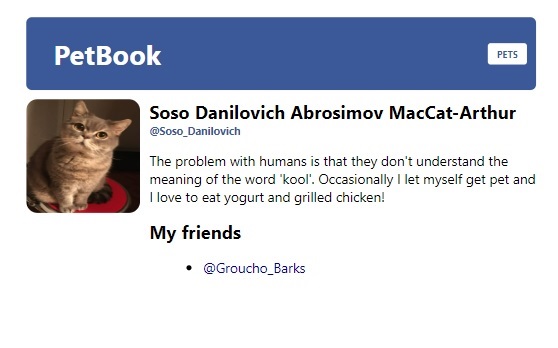 PetBook
PETS
Soso Danilovich Abrosimov MacCat-Arthur
@Soso_Danilovich
The problem with humans is that they don't understand the
meaning of the word 'kool'. Occasionally I let myself get pet and
I love to eat yogurt and grilled chicken!
My friends
• @Groucho_Barks